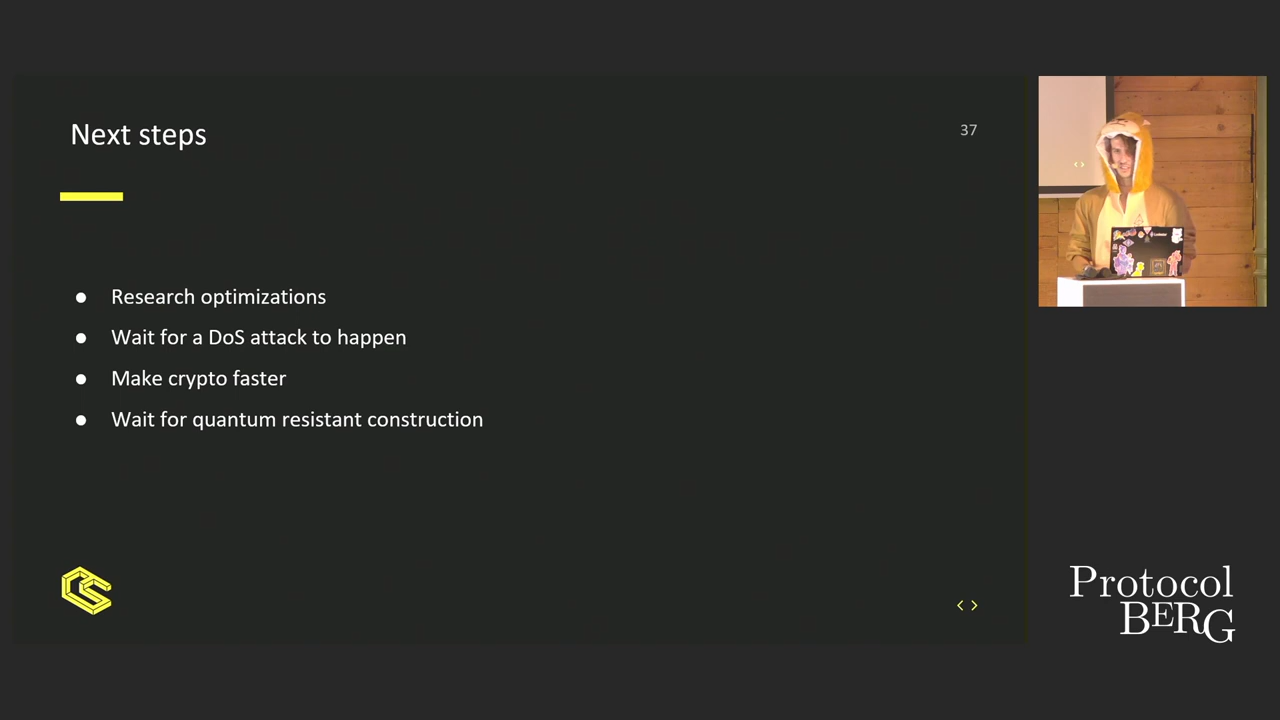 Next steps
37
● Research optimizations
● Wait for a DoS attack to happen
● Make crypto faster
● Wait for quantum resistant construction
< >
Protocol
BERG